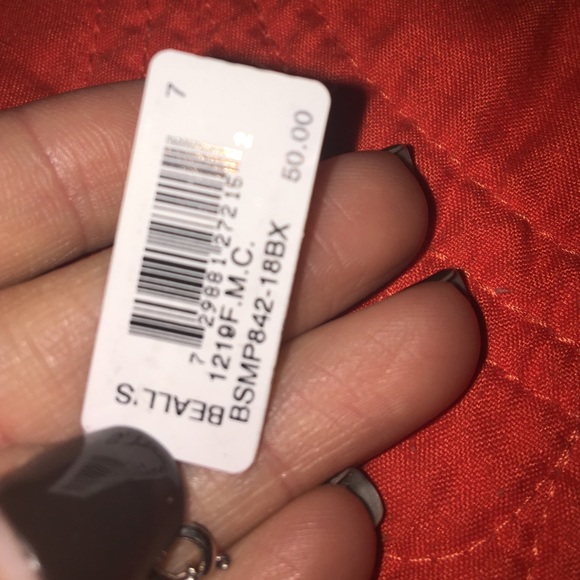 BEALL'S
BSMP842-18BX
1219F.M.C.
7 29881 27215
50.00
7